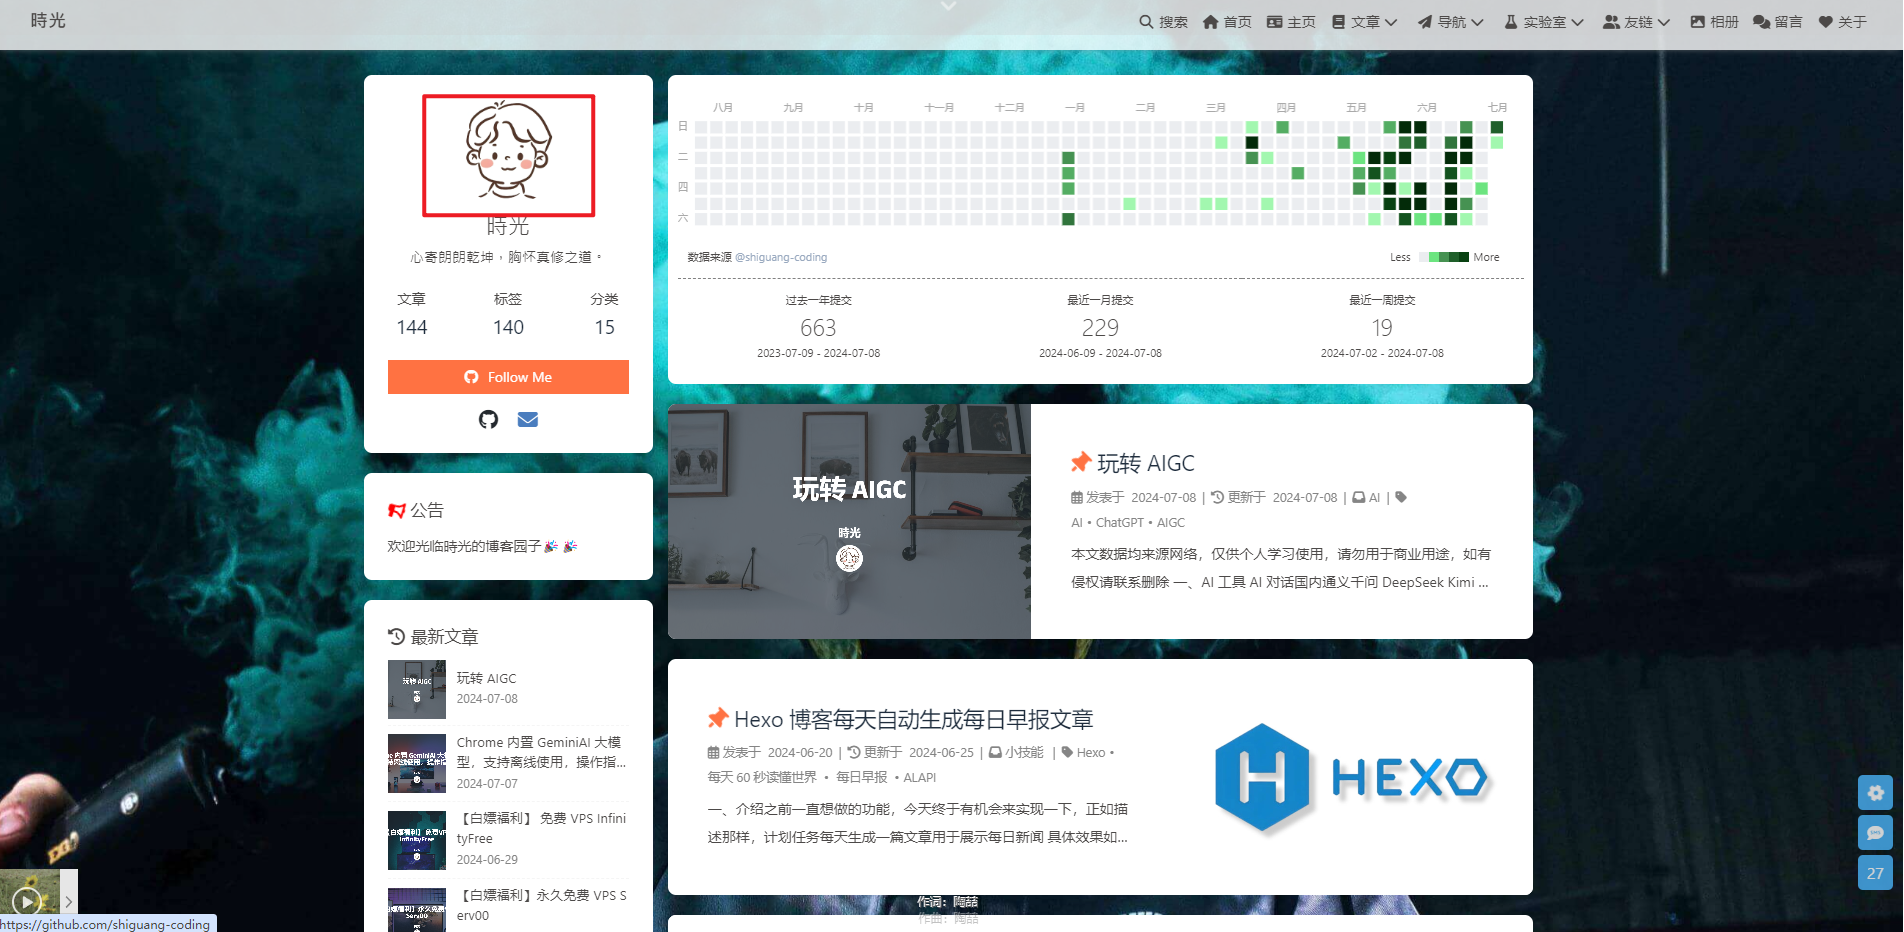 時光
搜索 首页 主页 文章 导航 实验室 友链 相册 留言 关于
時光
心寄朗朗乾坤，胸怀真修之道。
文章 标签 分类
144 140 15
Follow Me
公告
欢迎光临時光的博客园子🎉 🎉
最新文章
玩转 AIGC
2024-07-08
Chrome 内置 GeminiAI 大模
型，支持离线使用，操作指...
2024-07-07
【白嫖福利】 免费 VPS Infini
tyFree
2024-06-29
【白嫖福利】永久免费 VPS S
erv00
https://github.com/shiguang-coding
八月 九月 十月 十一月 十二月 一月 二月 三月 四月 五月 六月 七月
日
二
四
六
数据来源 @shiguang-coding
Less More
过去一年提交 最近一月提交 最近一周提交
663 229 19
2023-07-09 - 2024-07-08 2024-06-09 - 2024-07-08 2024-07-02 - 2024-07-08
玩转 AIGC
時光
玩转 AIGC
发表于 2024-07-08 | 更新于 2024-07-08 | AI |
AI • ChatGPT • AIGC
本文数据均来源网络，仅供个人学习使用，请勿用于商业用途，如有
侵权请联系删除 一、AI 工具 AI 对话国内通义千问 DeepSeek Kimi ...
Hexo 博客每天自动生成每日早报文章
发表于 2024-06-20 | 更新于 2024-06-25 | 小技能 | Hexo •
每天 60 秒读懂世界 • 每日早报 • ALAPI
一、介绍之前一直想做的功能，今天终于有机会来实现一下，正如描
述那样，计划任务每天生成一篇文章用于展示每日新闻 具体效果如...
HEXO
作词：陶喆
作曲：陶喆
27